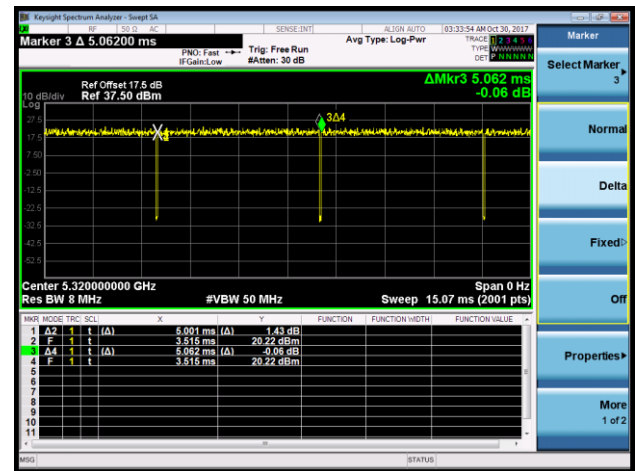 Keysight Spectrum Analyzer - Swept SA
RF 50 Ω AC SENSE:INT ALIGN AUTO 03:33:54 AM Oct 30, 2017
Marker 3 Δ 5.06200 ms
PNO: Fast Trig: Free Run Avg Type: Log-Pwr TRACE 1 2 3 4 5 6
IFGain:Low #Atten: 30 dB TYPE WWWWWW
DET P N N N N N
Ref Offset 17.5 dB ΔMkr3 5.062 ms
10 dB/div Ref 37.50 dBm -0.06 dB
Log
27.5
17.5
7.50
-2.50
-12.5
-22.5
-32.5
-42.5
-52.5
3Δ4
Center 5.320000000 GHz Span 0 Hz
Res BW 8 MHz #VBW 50 MHz Sweep 15.07 ms (2001 pts)
MKR MODE TRC SCL X Y FUNCTION FUNCTION WIDTH FUNCTION VALUE
1 Δ2 1 t (Δ) 5.001 ms (Δ) 1.43 dB
2 F 1 t 3.515 ms 20.22 dBm
3 Δ4 1 t (Δ) 5.062 ms (Δ) -0.06 dB
4 F 1 t 3.515 ms 20.22 dBm
5
6
7
8
9
10
11
MSG STATUS
Marker
Select Marker
3
Normal
Delta
Fixed
Off
Properties
More
1 of 2